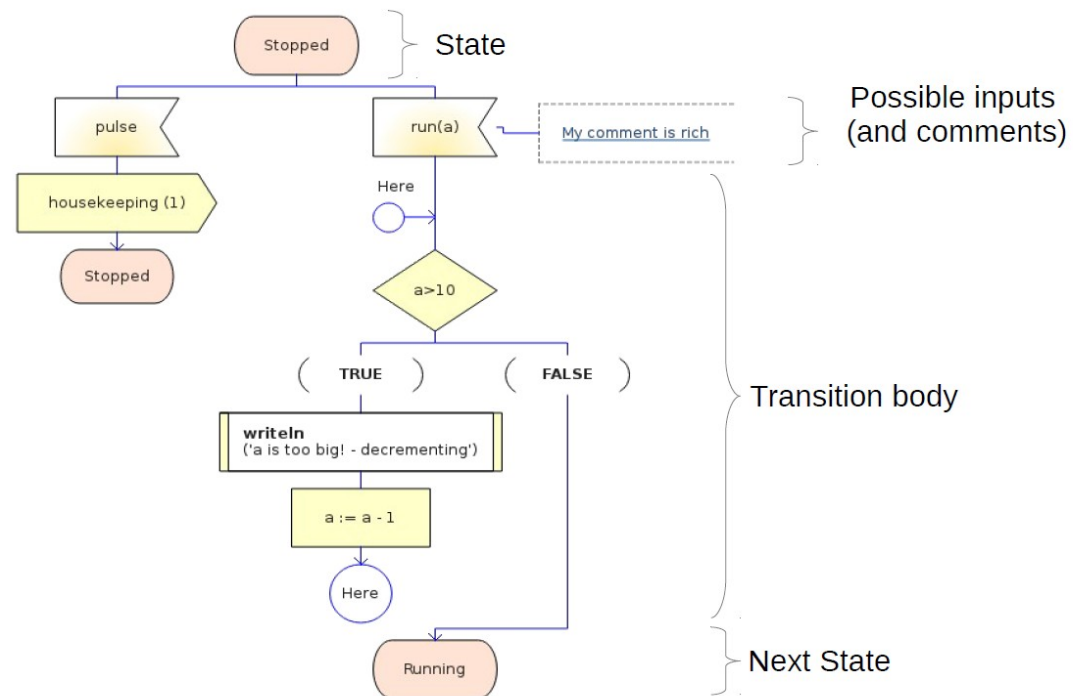 Stopped
State
pulse
run(a)
My comment is rich
Possible inputs
(and comments)
housekeeping (1)
Here
Stopped
a>10
TRUE
FALSE
Transition body
writeln
('a is too big! - decrementing')
a := a - 1
Here
Running
Next State